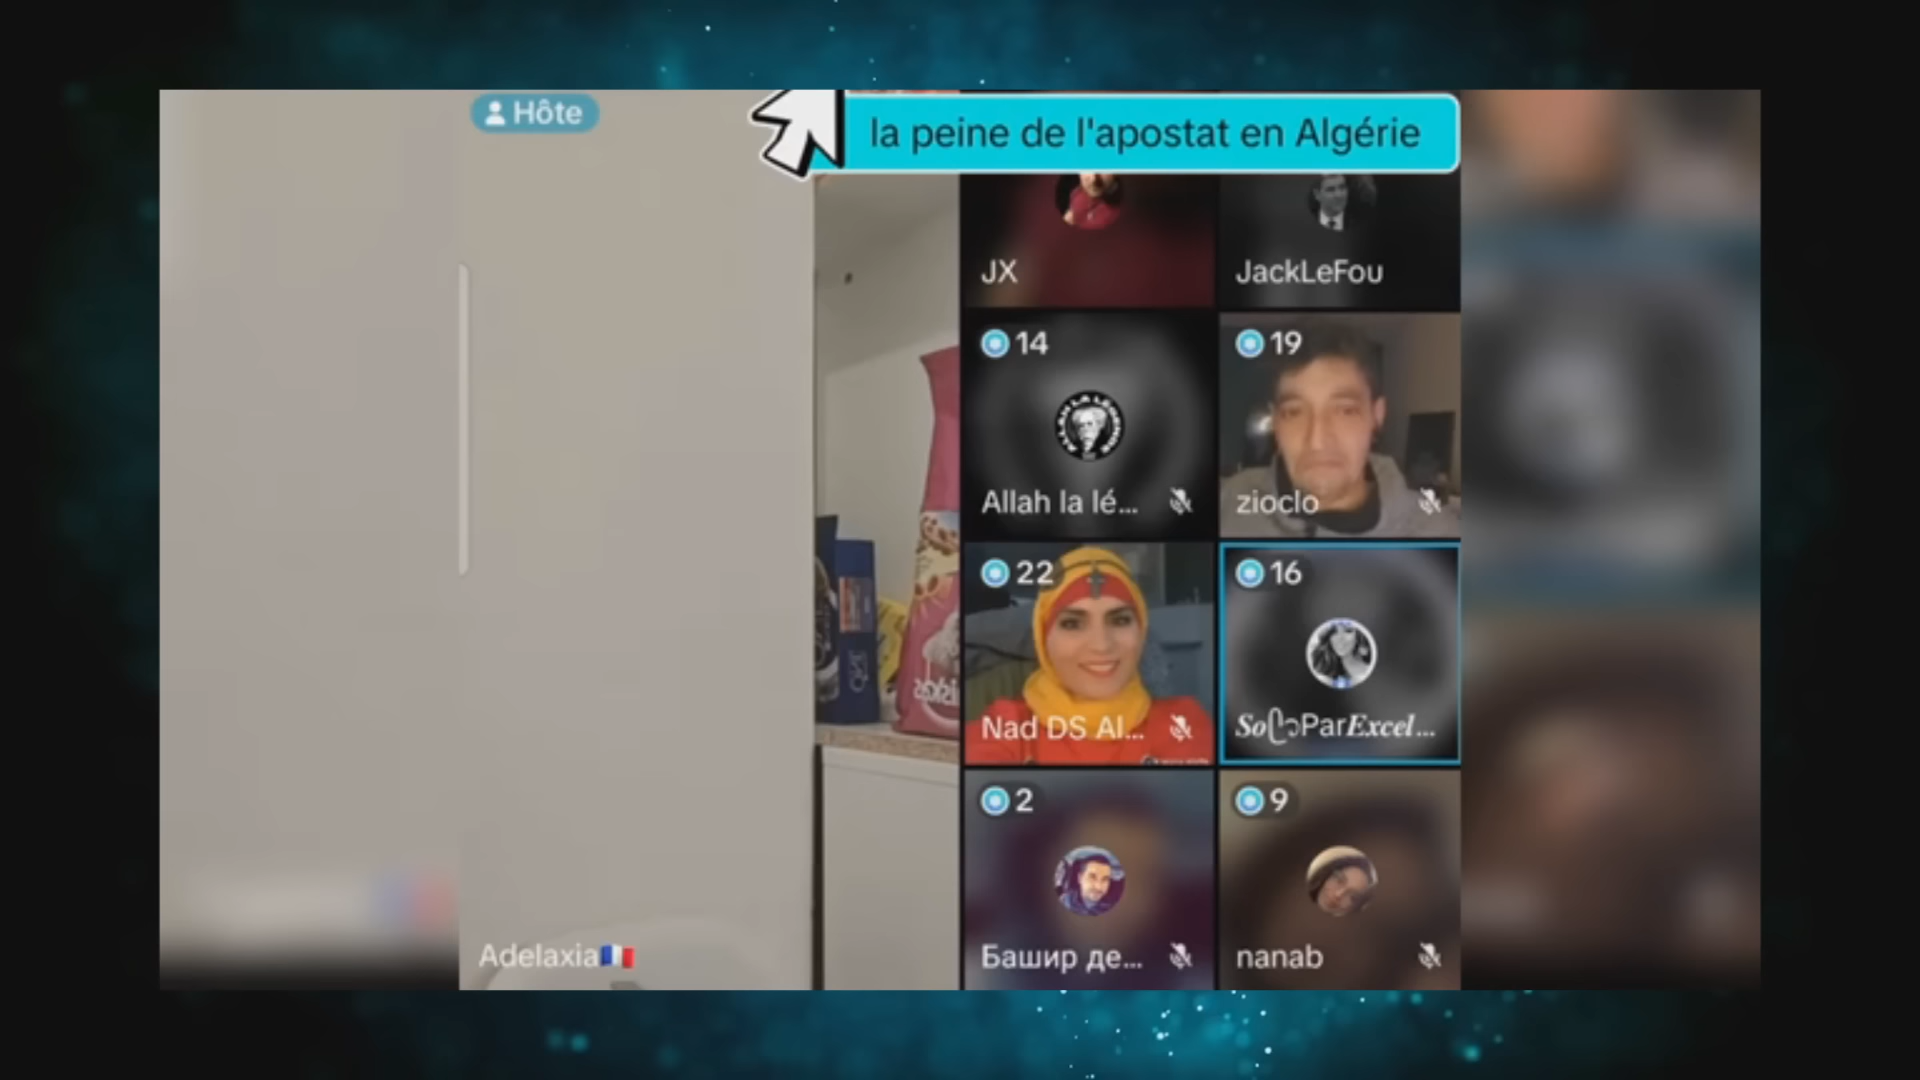 Hôte
la peine de l'apostat en Algérie
JX
JackLeFou
14
19
Allah la lé...
zioclo
22
16
Nad DS Al...
ParExcel...
2
9
Башир де...
nanab
Adelaxia